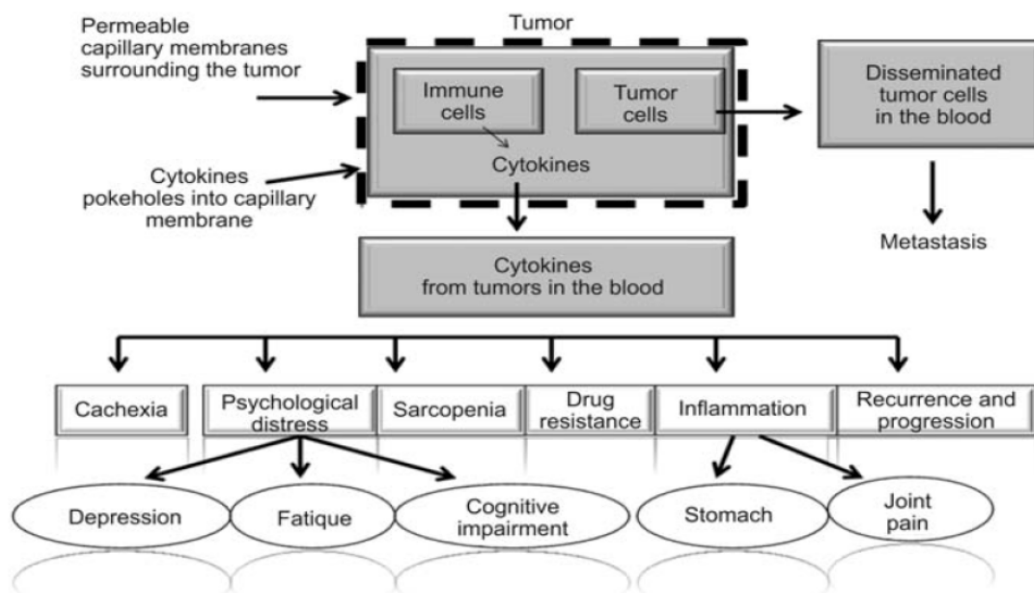 Tumor
Permeable
capillary membranes
surrounding the tumor
Immune
cells
Tumor
cells
Cytokines
Disseminated
tumor cells
in the blood
Cytokines
pokeholes into capillary
membrane
Metastasis
Cytokines
from tumors in the blood
Cachexia
Psychological
distress
Sarcopenia
Drug
resistance
Inflammation
Recurrence and
progression
Depression
Fatique
Cognitive
impairment
Stomach
Joint
pain